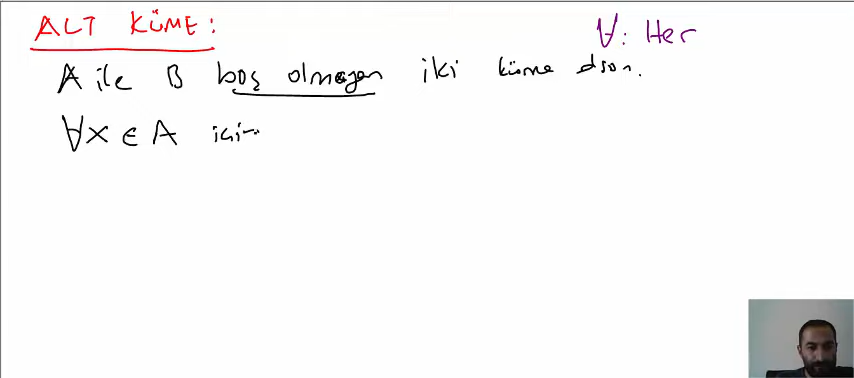 ALT KÜME:
∀: Her
A ile B boş olmayan iki küme olsun.
∀x ∈ A için